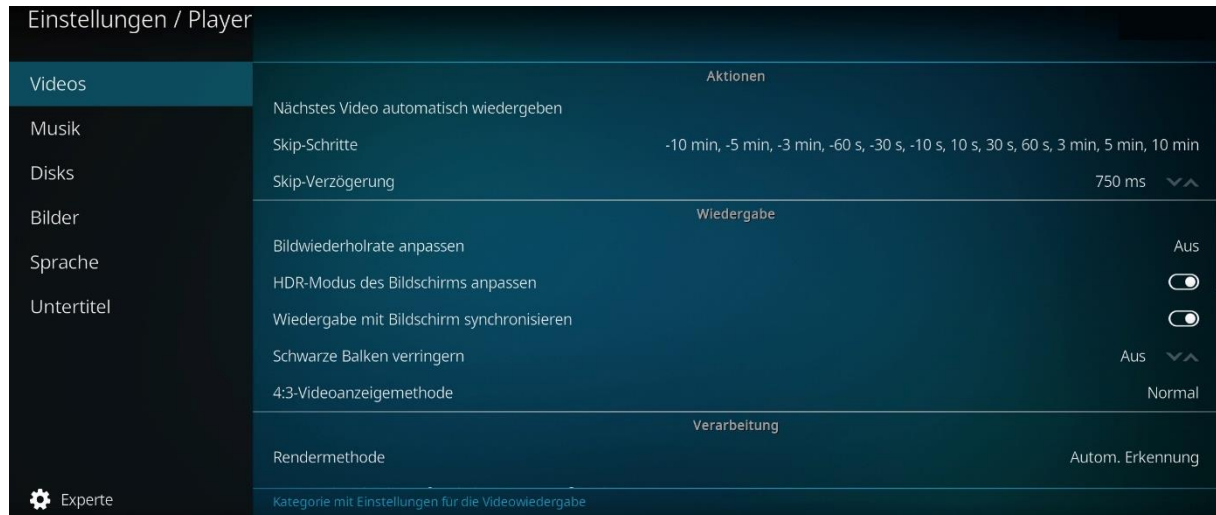 Einstellungen / Player
Videos
Musik
Disks
Bilder
Sprache
Untertitel
Experte
Aktionen
Nächstes Video automatisch wiedergeben
Skip-Schritte -10 min, -5 min, -3 min, -60 s, -30 s, -10 s, 10 s, 30 s, 60 s, 3 min, 5 min, 10 min
Skip-Verzögerung 750 ms
Wiedergabe
Bildwiederholrate anpassen Aus
HDR-Modus des Bildschirms anpassen
Wiedergabe mit Bildschirm synchronisieren
Schwarze Balken verringern Aus
4:3-Videoanzeigemethode Normal
Verarbeitung
Rendermethode Autom. Erkennung
Kategorie mit Einstellungen für die Videowiedergabe